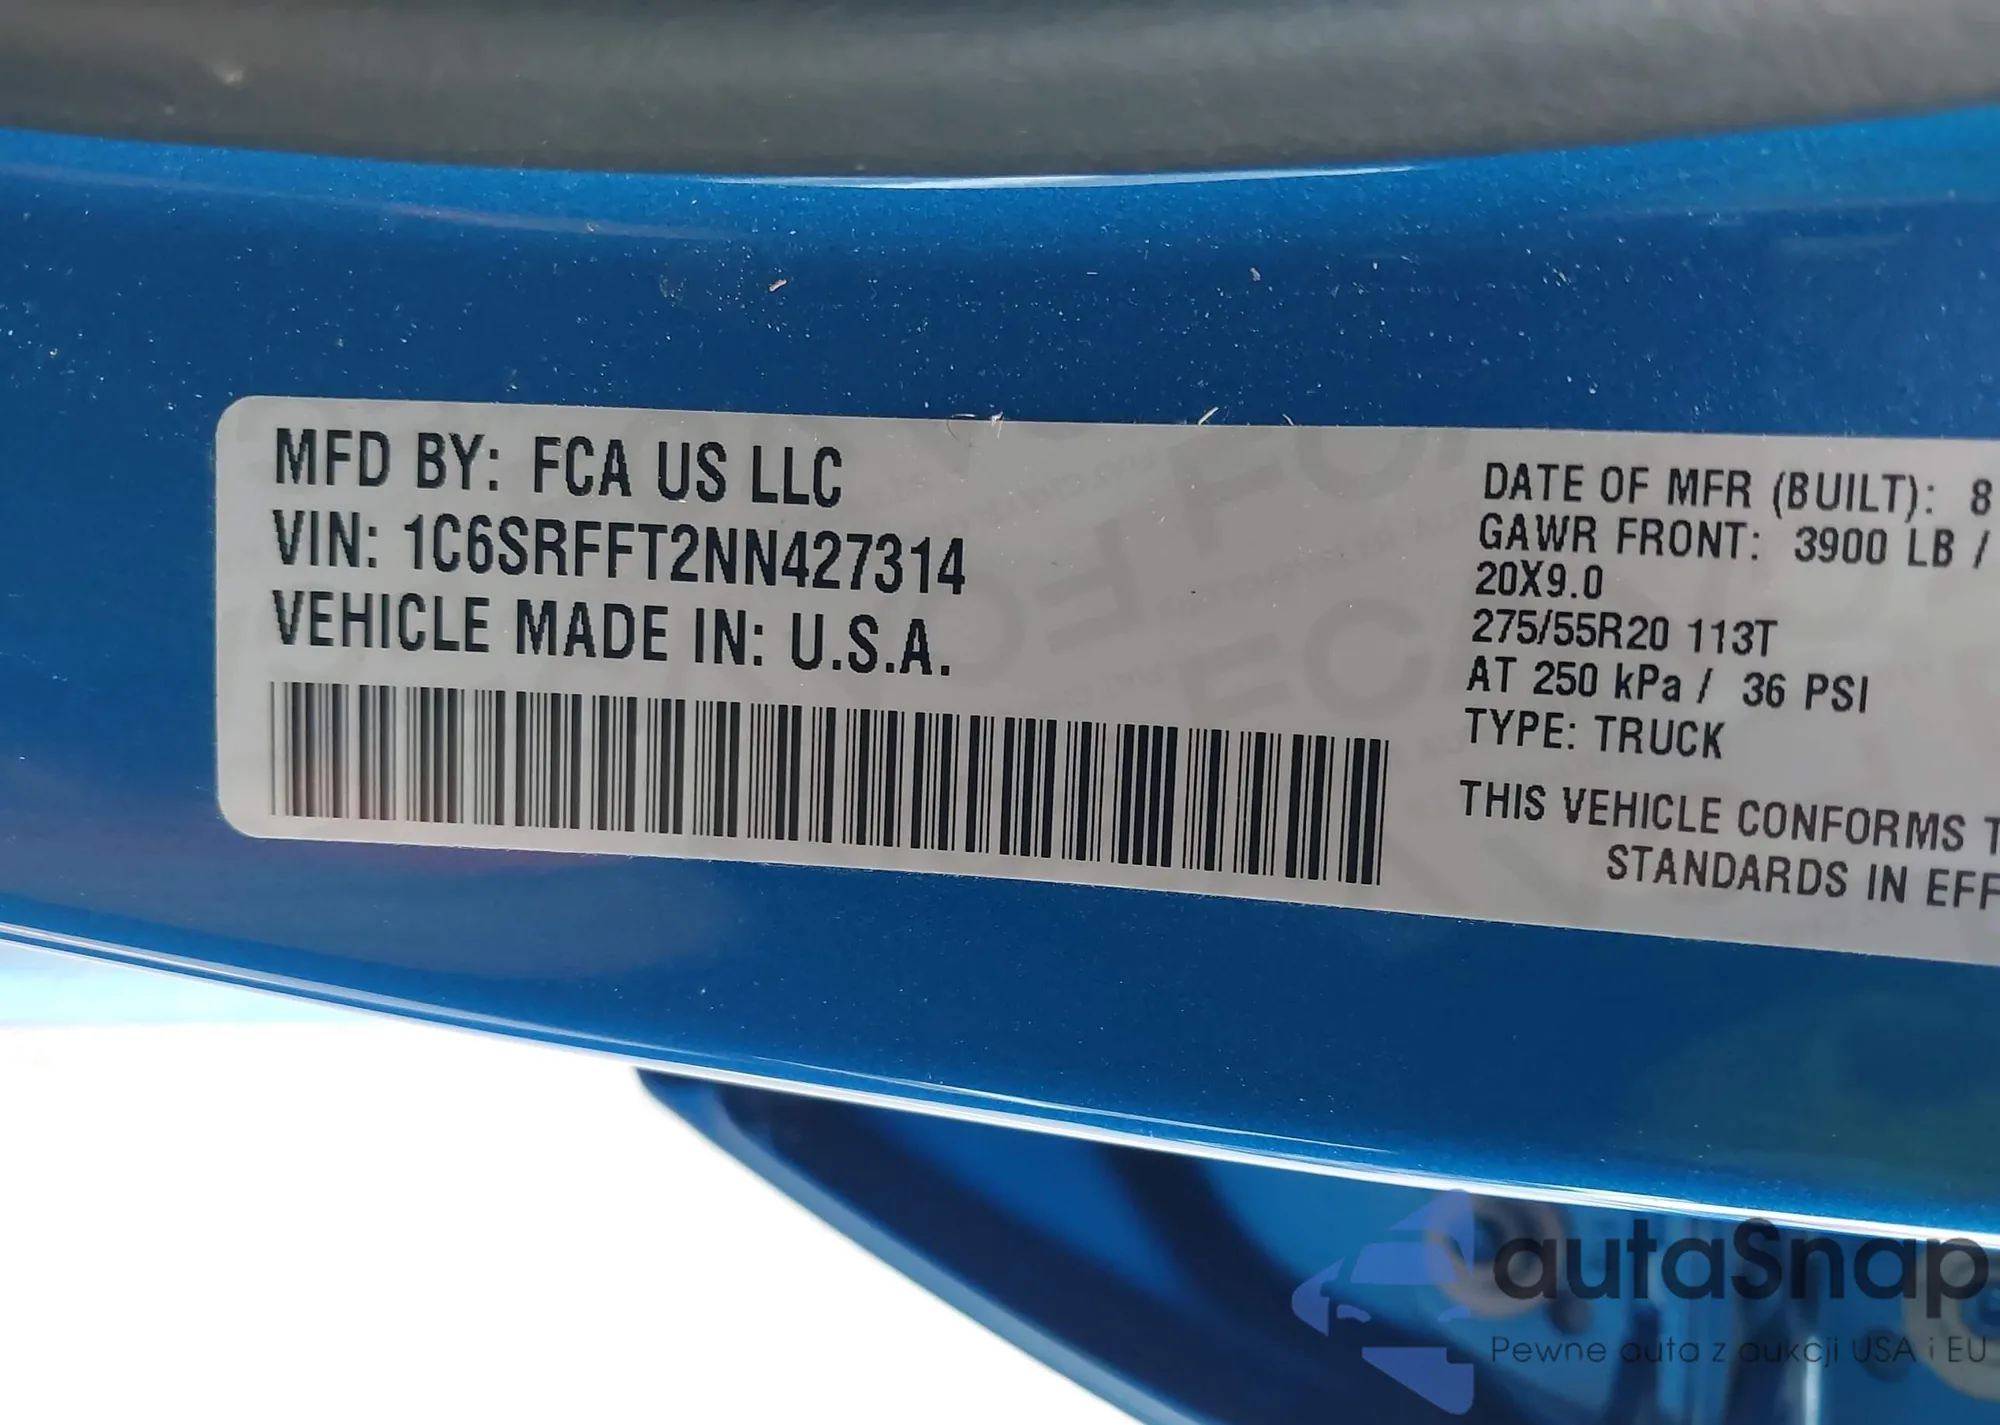 MFD BY: FCA US LLC
VIN: 1C6SRFFT2NN427314
VEHICLE MADE IN: U.S.A.
DATE OF MFR (BUILT): 8
GAWR FRONT: 3900 LB /
20X9.0
275/55R20 113T
AT 250 kPa / 36 PSI
TYPE: TRUCK
THIS VEHICLE CONFORMS T
STANDARDS IN EFF
autaSnap
Pewne auta z aukcji USA i EU